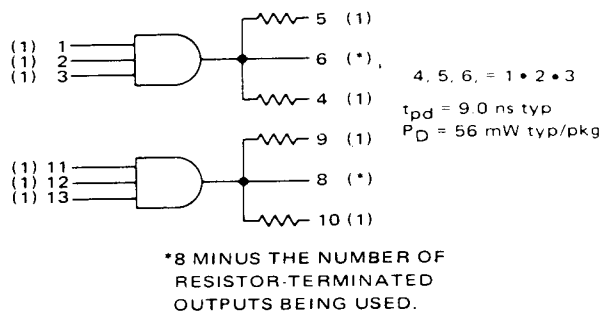 5 (1)
(1) 1
(1) 2
6 (*)
(1) 3
4, 5, 6, = 1 • 2 • 3
4 (1)
tpd = 9.0 ns typ
PD = 56 mW typ/pkg
9 (1)
(1) 11
(1) 12
8 (*)
(1) 13
10 (1)
*8 MINUS THE NUMBER OF
RESISTOR-TERMINATED
OUTPUTS BEING USED.